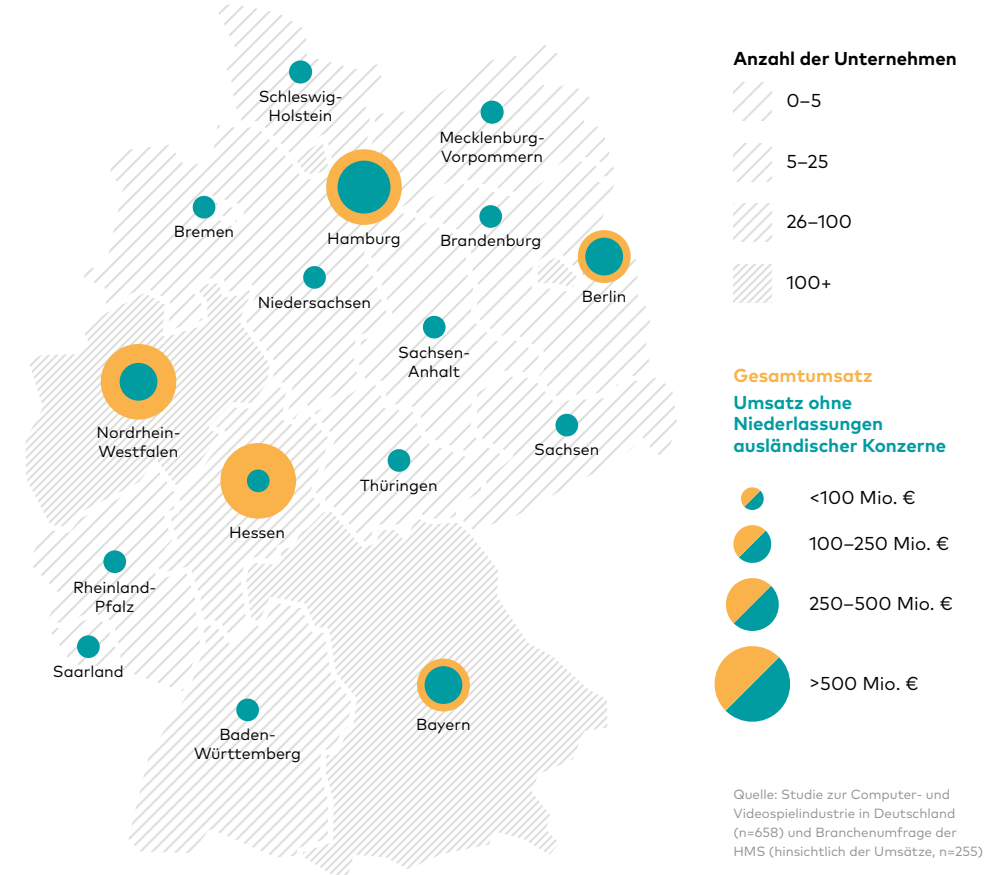 Schleswig-
Holstein
Mecklenburg-
Vorpommern
Bremen
Hamburg
Brandenburg
Berlin
Niedersachsen
Sachsen-
Anhalt
Nordrhein-
Westfalen
Sachsen
Thüringen
Hessen
Rheinland-
Pfalz
Saarland
Baden-
Württemberg
Bayern
Anzahl der Unternehmen
0–5
5–25
26–100
100+
Gesamtumsatz
Umsatz ohne
Niederlassungen
ausländischer Konzerne
<100 Mio. €
100–250 Mio. €
250–500 Mio. €
>500 Mio. €
Quelle: Studie zur Computer- und
Videospielindustrie in Deutschland
(n=658) und Branchenumfrage der
HMS (hinsichtlich der Umsätze, n=255)